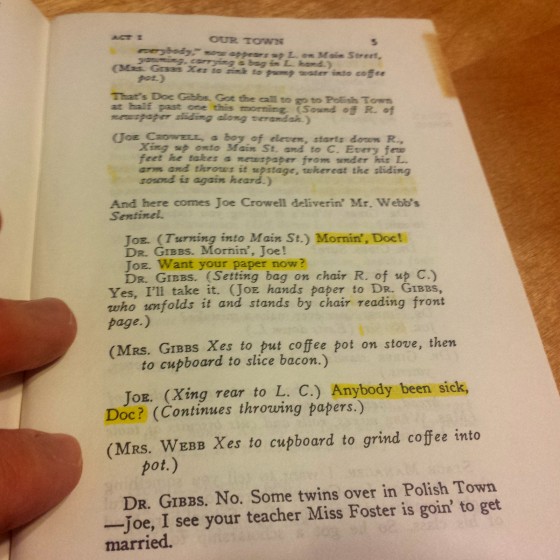 ACT I OUR TOWN 5
everybody," now appears up L. on Main Street,
yawning, carrying a bag in L. hand.)
(MRS. GIBBS Xes to sink to pump water into coffee
pot.)
That's Doc Gibbs. Got the call to go to Polish Town
at half past one this morning. (Sound off R. of
newspaper sliding along verandah.)
(JOE CROWELL, a boy of eleven, starts down R.,
Xing up onto Main St. and to C. Every few
feet he takes a newspaper from under his L.
arm and throws it upstage, whereat the sliding
sound is again heard.)
And here comes Joe Crowell deliverin' Mr. Webb's
Sentinel.
JOE. (Turning into Main St.) Mornin', Doc!
DR. GIBBS. Mornin', Joe!
JOE. Want your paper now?
DR. GIBBS. (Setting bag on chair R. of up C.)
Yes, I'll take it. (JOE hands paper to DR. GIBBS,
who unfolds it and stands by chair reading front
page.)
(MRS. GIBBS Xes to put coffee pot on stove, then
to cupboard to slice bacon.)
JOE. (Xing rear to L. C.) Anybody been sick,
Doc? (Continues throwing papers.)
(MRS. WEBB Xes to cupboard to grind coffee into
pot.)
DR. GIBBS. No. Some twins over in Polish Town
—Joe, I see your teacher Miss Foster is goin' to get
married.